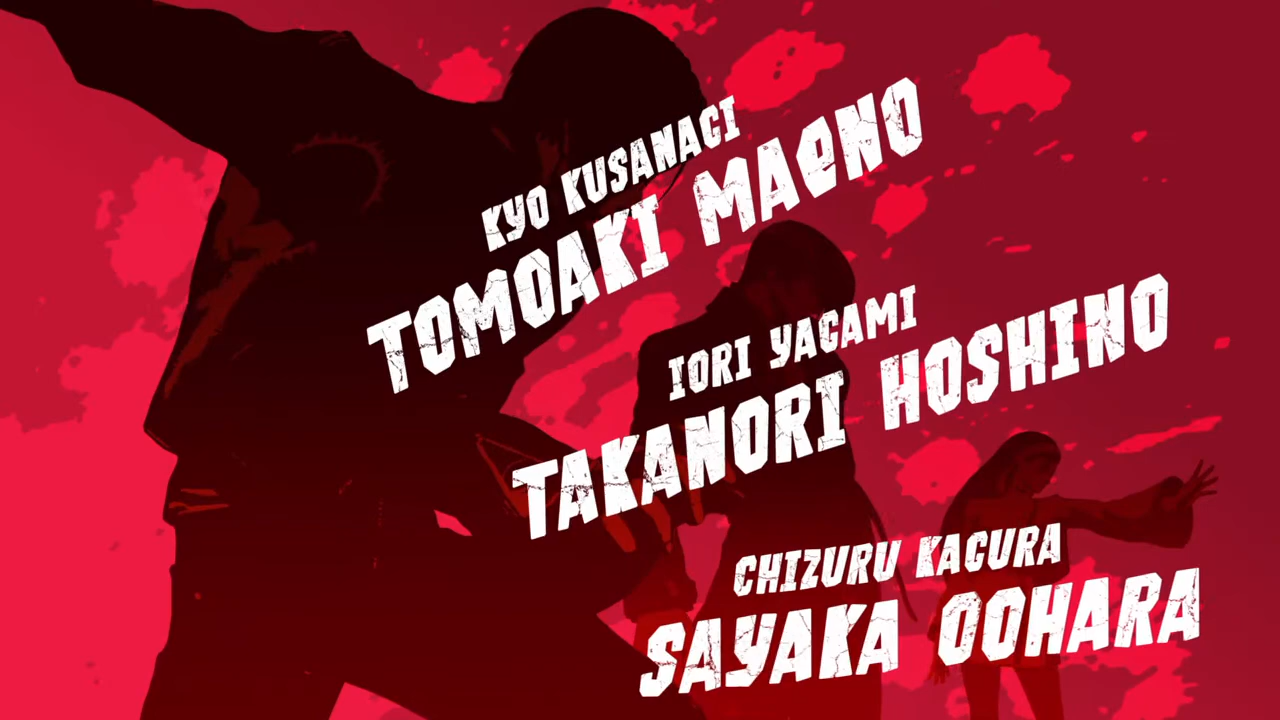 KYO KUSANAGI
TOMOAKI MAeNO
IORI YAGAMI
TAKANORI HOSHINO
CHIZURU KAGURA
SAYAKA OOHARA